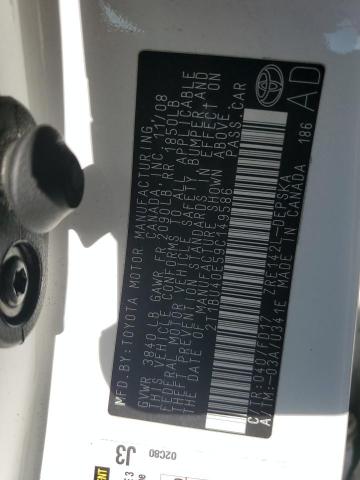 MFD.BY:TOYOTA MOTOR MANUFACTURING,
CANADA,INC. 11/08
GVWR 3840 LB GAWR FR 2090LB,RR 1850LB
THIS VEHICLE CONFORMS TO ALL APPLICABLE
FEDERAL MOTOR VEHICLE SAFETY,BUMPER,AND
THEFT PREVENTION STANDARDS IN EFFECT ON
THE DATE OF MANUFACTURE SHOWN ABOVE.
2T1BU40E59C149386 PASS.CAR
C/TR:040/FQ12 ZRE142L-DEPSKA
A/TM:-03A/U341E MADE IN CANADA 186
AD
02C80
J3